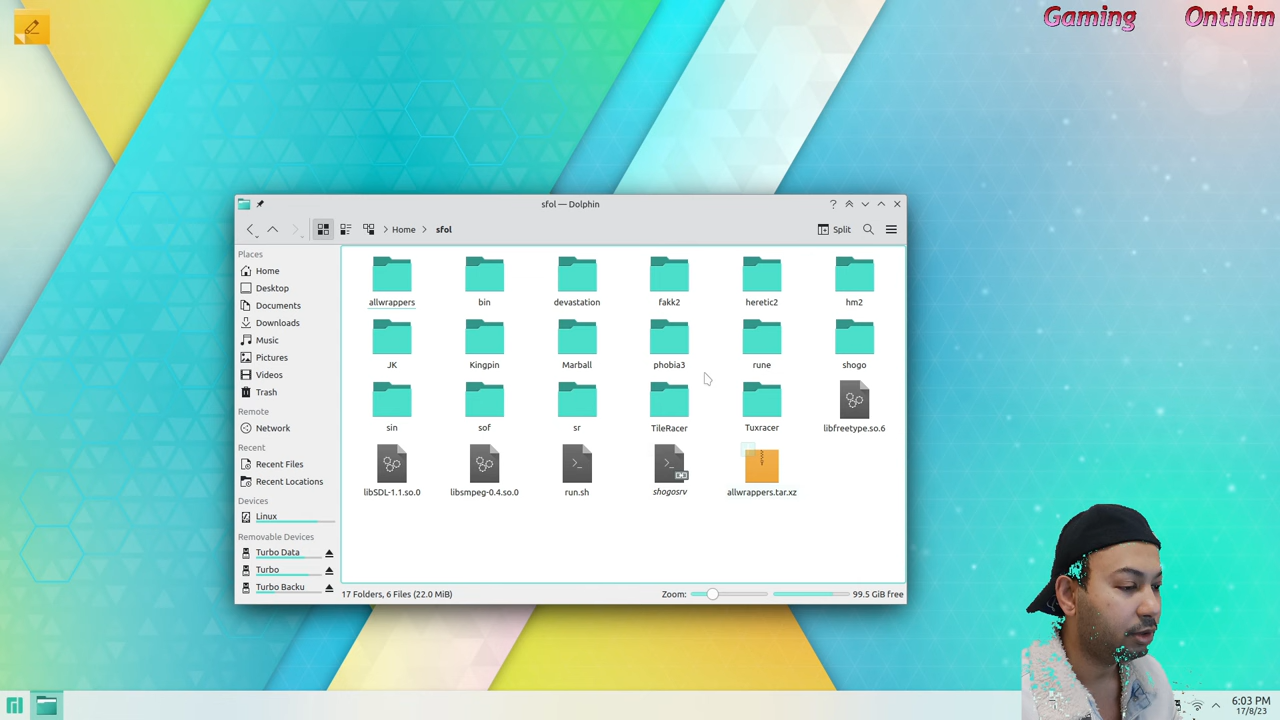 Gaming Onthim
sfol — Dolphin
Home sfol
Split
Places
Home
Desktop
Documents
Downloads
Music
Pictures
Videos
Trash
Remote
Network
Recent
Recent Files
Recent Locations
Devices
Linux
Removable Devices
Turbo Data
Turbo
Turbo Backu
allwrappers bin devastation fakk2 heretic2 hm2
JK Kingpin Marball phobia3 rune shogo
sin sof sr TileRacer Tuxracer libfreetype.so.6
libSDL-1.1.so.0 libsmpeg-0.4.so.0 run.sh shogosrv allwrappers.tar.xz
17 Folders, 6 Files (22.0 MiB) Zoom: 99.5 GiB free
6:03 PM
17/8/23